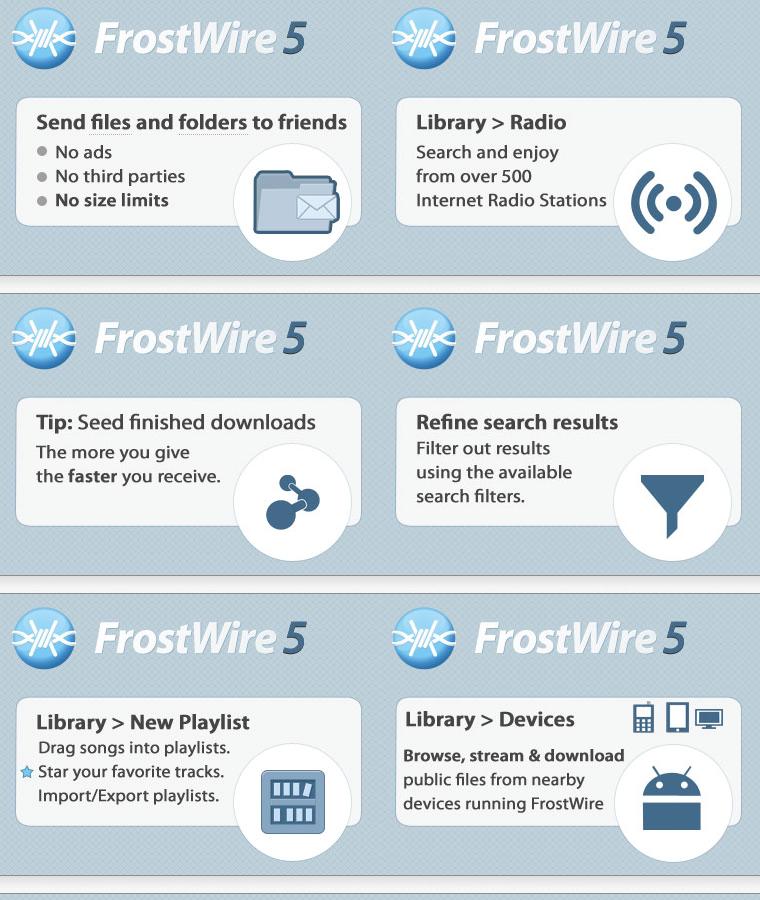 FrostWire 5
Send files and folders to friends
No ads
No third parties
No size limits
FrostWire 5
Library > Radio
Search and enjoy
from over 500
Internet Radio Stations
FrostWire 5
Tip: Seed finished downloads
The more you give
the faster you receive.
FrostWire 5
Refine search results
Filter out results
using the available
search filters.
FrostWire 5
Library > New Playlist
Drag songs into playlists.
Star your favorite tracks.
Import/Export playlists.
FrostWire 5
Library > Devices
Browse, stream & download
public files from nearby
devices running FrostWire